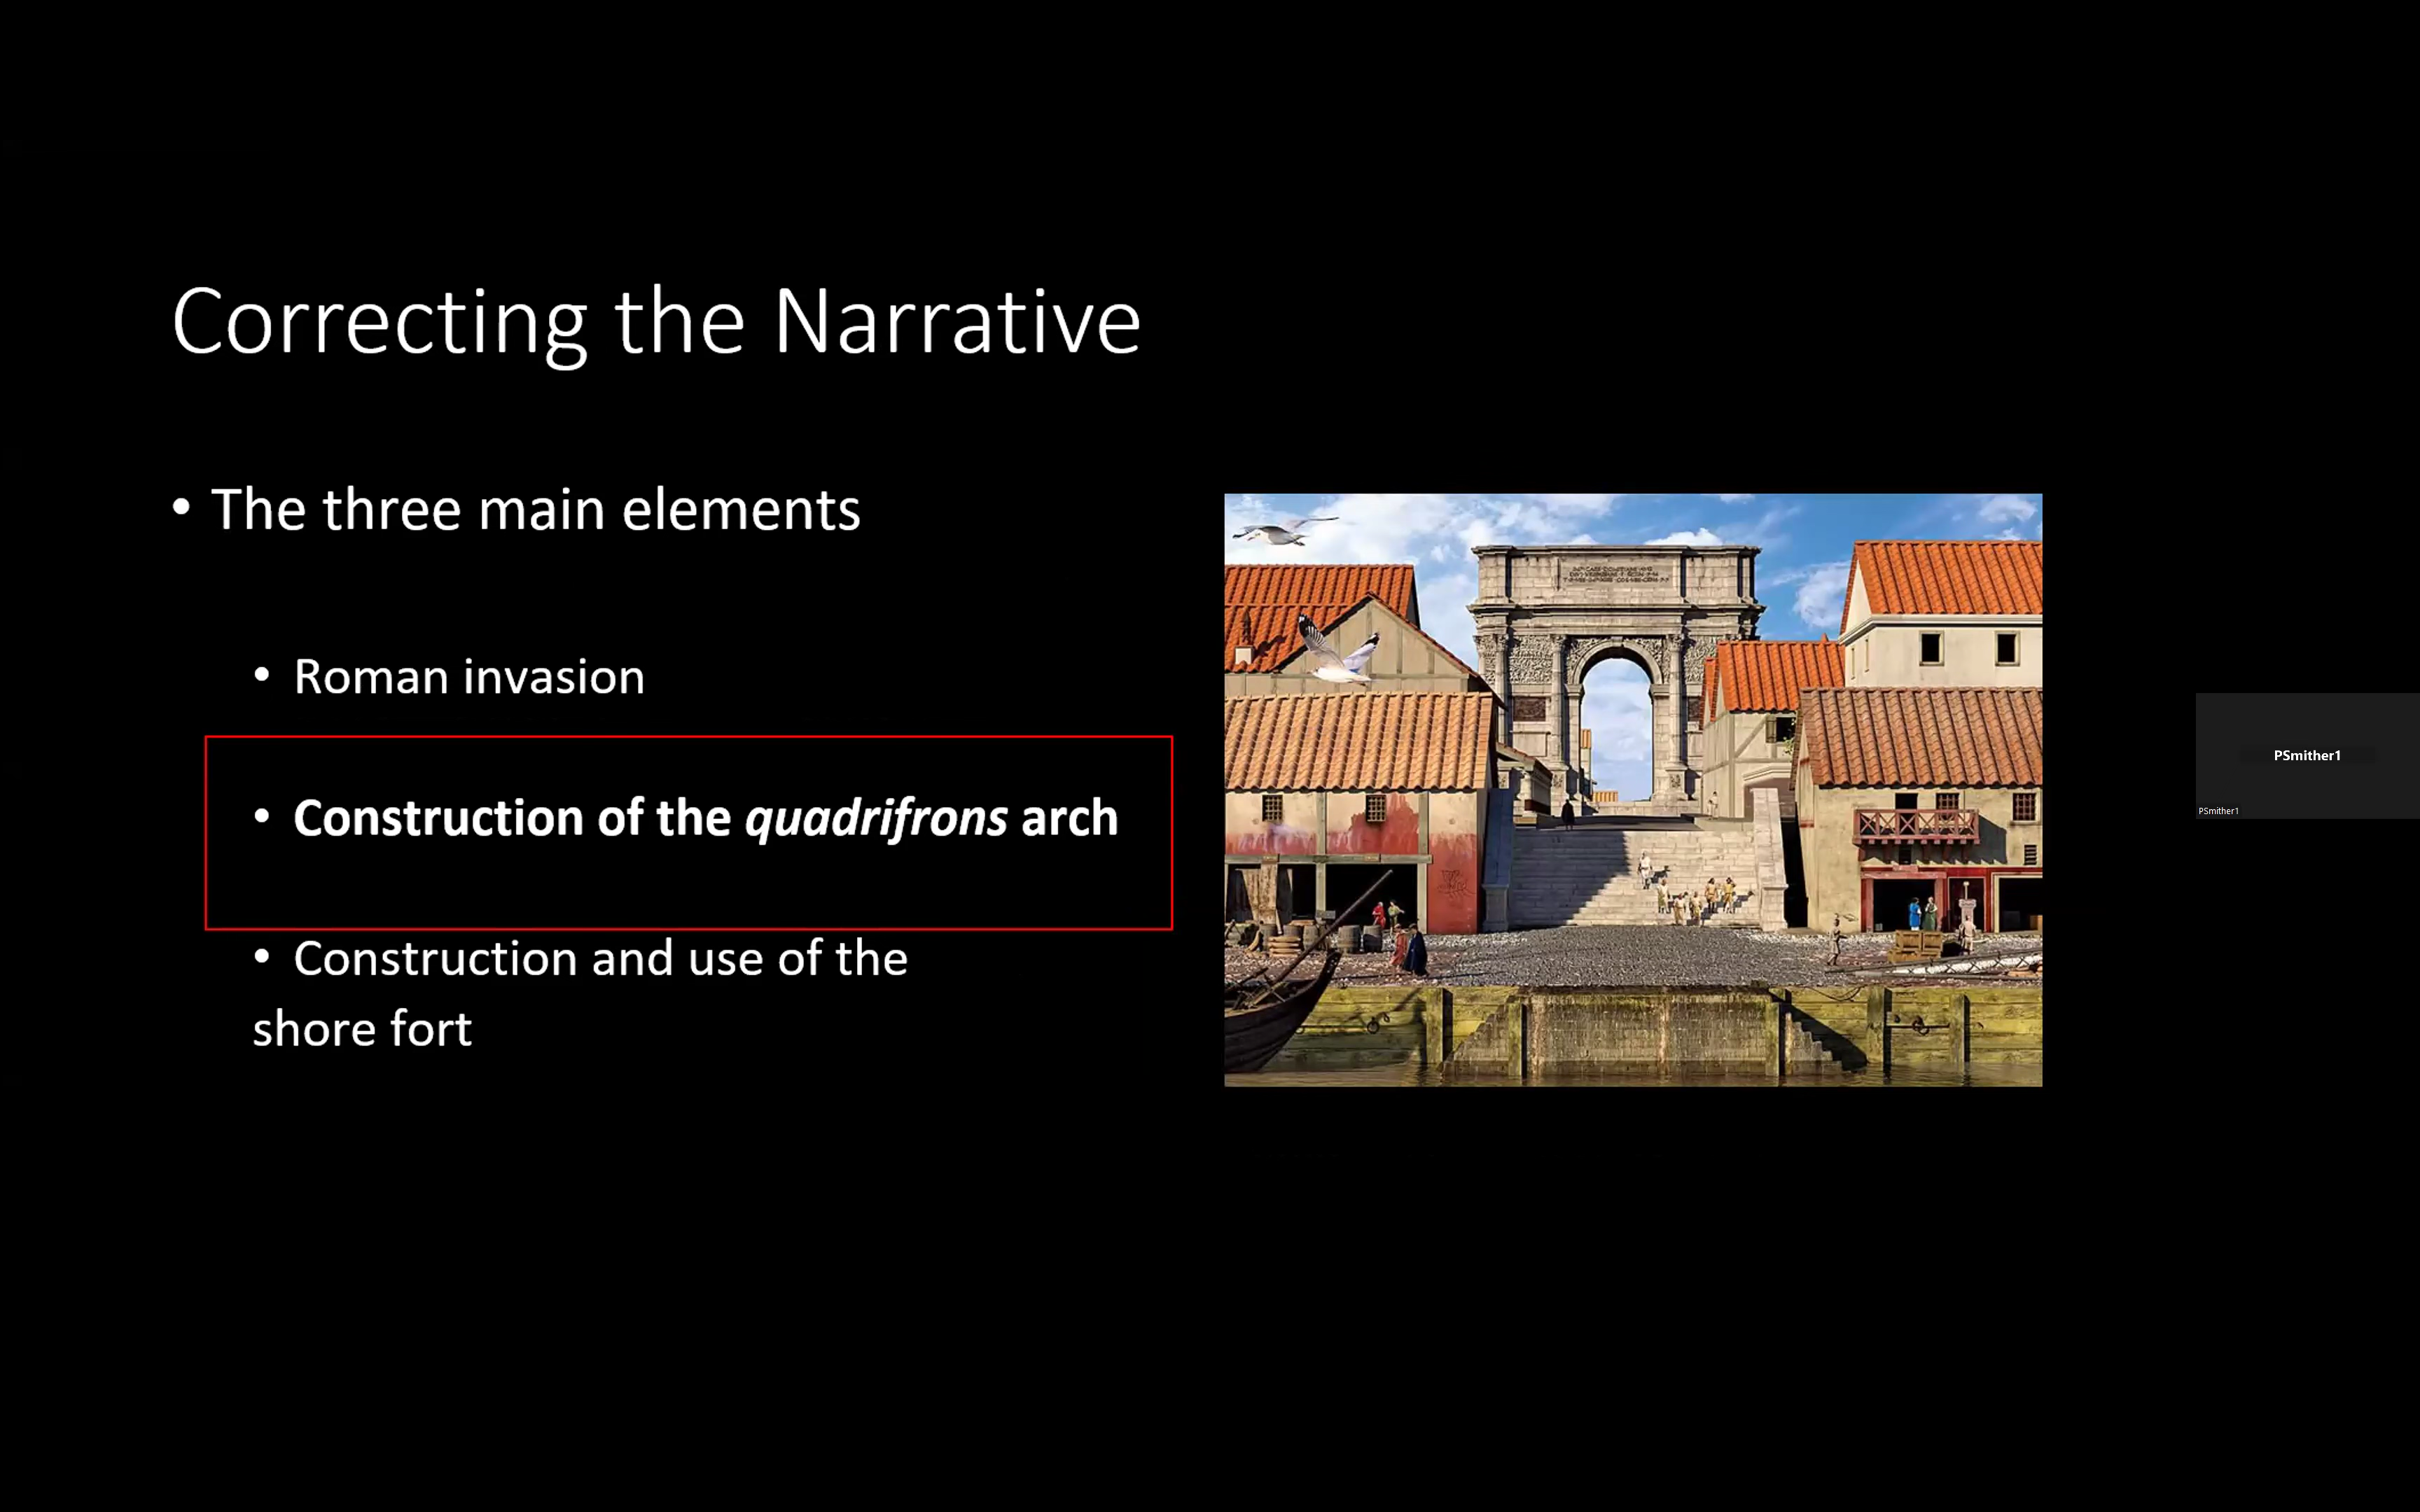 Correcting the Narrative
• The three main elements
• Roman invasion
• Construction of the quadrifrons arch
• Construction and use of the
shore fort
PSmither1
PSmither1